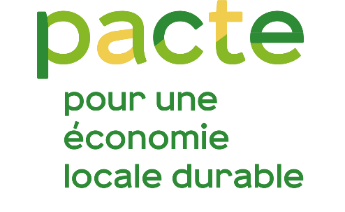 pacte
pour une
économie
locale durable